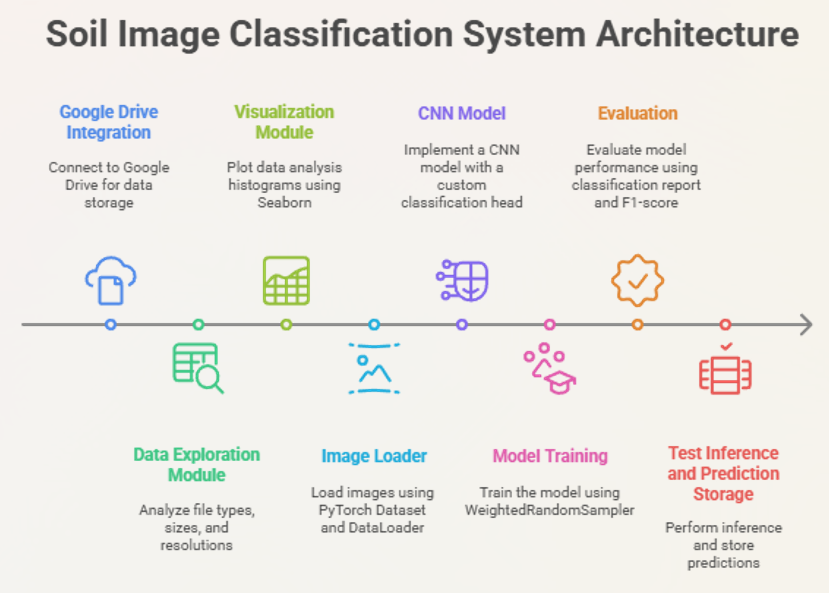 Soil Image Classification System Architecture
Google Drive
Integration
Connect to Google
Drive for data
storage
Visualization
Module
Plot data analysis
histograms using
Seaborn
CNN Model
Implement a CNN
model with a
custom
classification head
Evaluation
Evaluate model
performance using
classification report
and F1-score
Data Exploration
Module
Analyze file types,
sizes, and
resolutions
Image Loader
Load images using
PyTorch Dataset
and DataLoader
Model Training
Train the model using
WeightedRandomSampler
Test Inference
and Prediction
Storage
Perform inference
and store
predictions